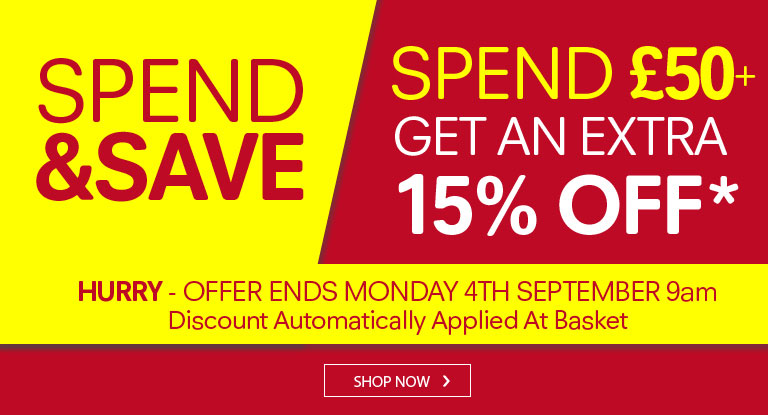 SPEND
&SAVE
SPEND £50+
GET AN EXTRA
15% OFF*
HURRY - OFFER ENDS MONDAY 4TH SEPTEMBER 9am
Discount Automatically Applied At Basket
SHOP NOW >